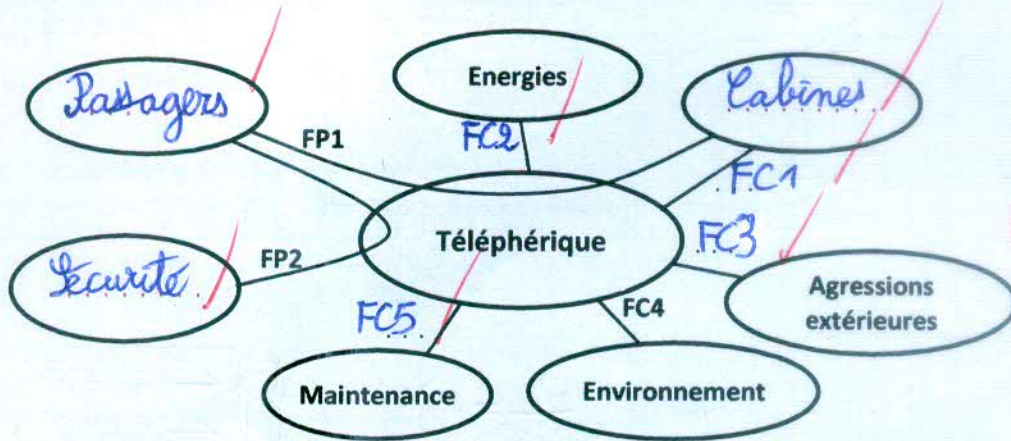 Energies
Passagers
Cabines
FP1
FC2
FC1
Téléphérique
FC3
Sécurité
FP2
FC5
FC4
Agressions
extérieures
Maintenance
Environnement